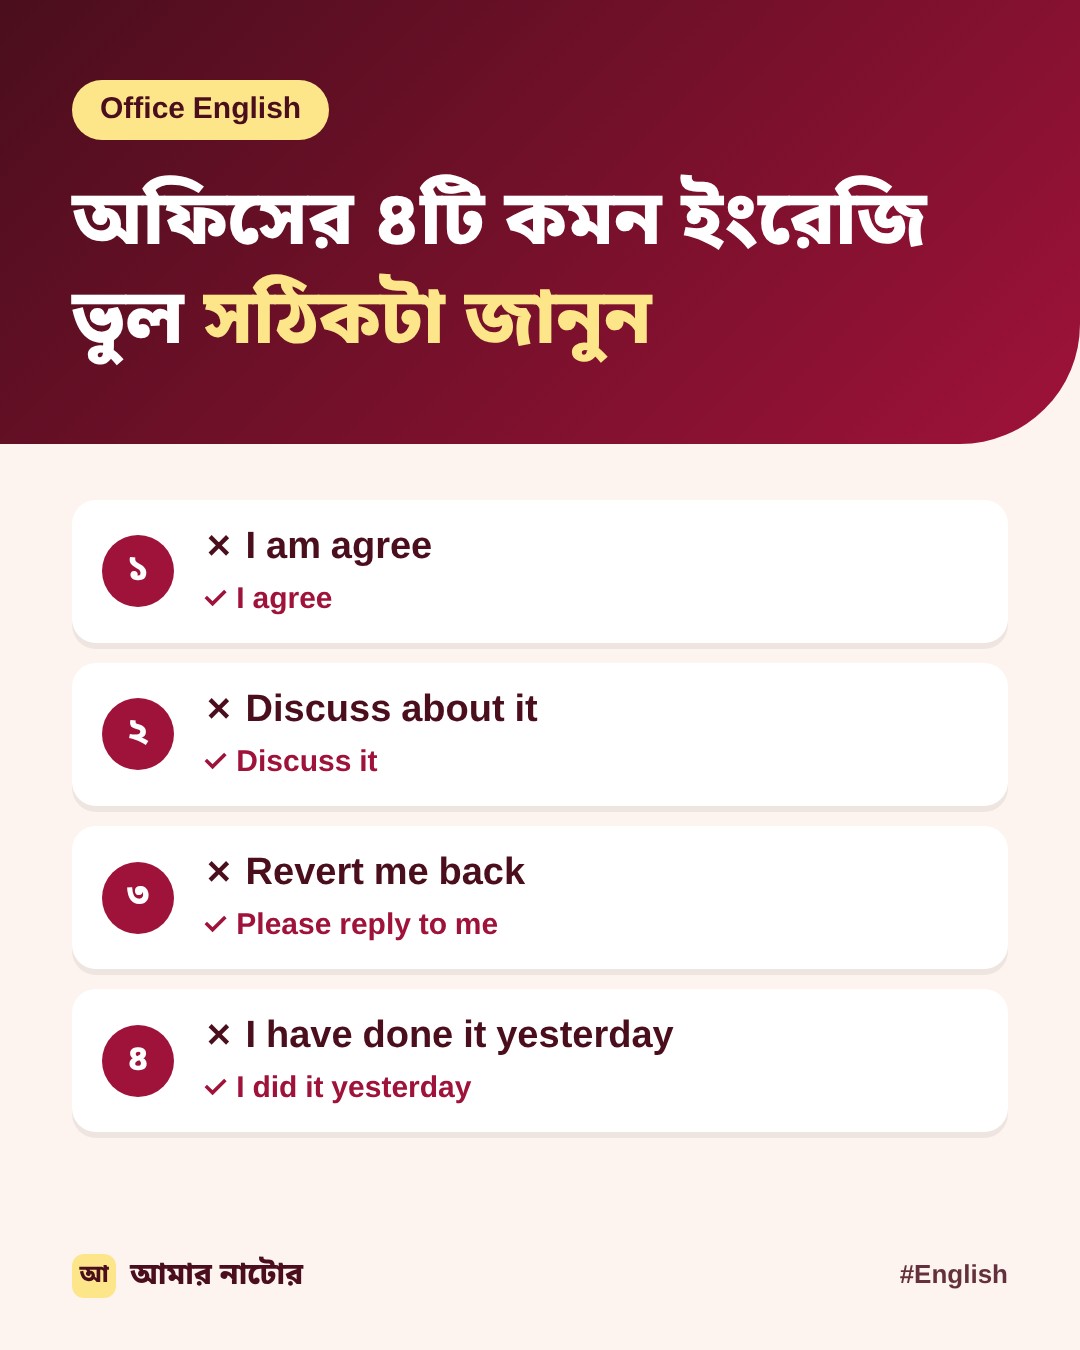 Office English
অফিসের ৪টি কমন ইংরেজি
ভুল সঠিকটা জানুন
১
✕ I am agree
✓ I agree
২
✕ Discuss about it
✓ Discuss it
৩
✕ Revert me back
✓ Please reply to me
৪
✕ I have done it yesterday
✓ I did it yesterday
আ আমার নাটোর
#English